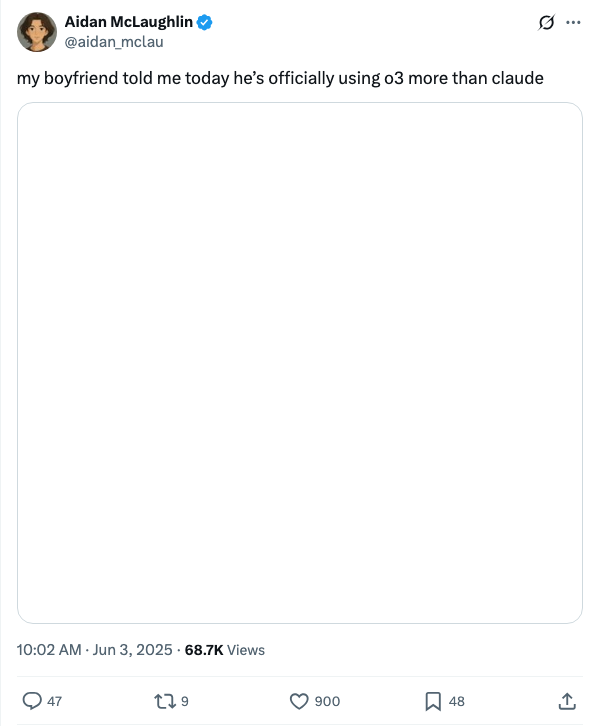 Aidan McLaughlin
@aidan_mclau
my boyfriend told me today he’s officially using o3 more than claude
10:02 AM · Jun 3, 2025 · 68.7K Views
47 9 900 48